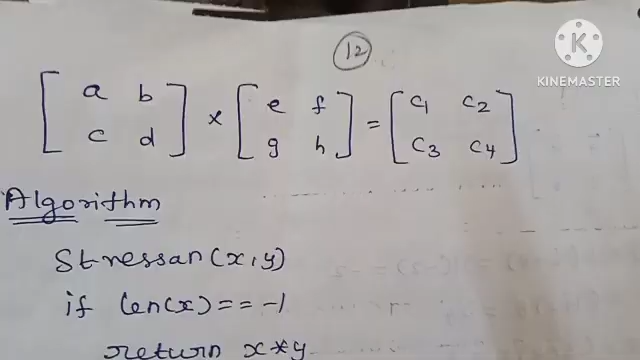 12
KINEMASTER
[a b
c d] × [e f
g h] = [c1 c2
c3 c4]
Algorithm
Stressan(x,y)
if len(x)== -1
return x*y